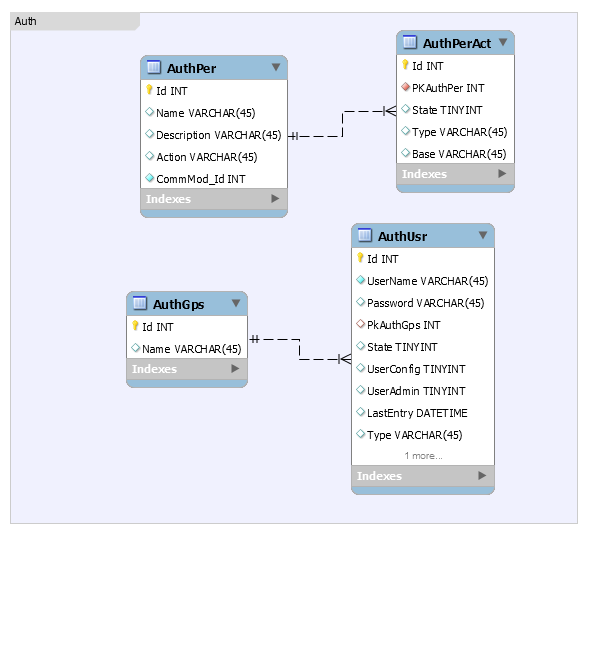 Auth
AuthPer
Id INT
Name VARCHAR(45)
Description VARCHAR(45)
Action VARCHAR(45)
CommMod_Id INT
Indexes
AuthPerAct
Id INT
PKAuthPer INT
State TINYINT
Type VARCHAR(45)
Base VARCHAR(45)
Indexes
AuthGps
Id INT
Name VARCHAR(45)
Indexes
AuthUsr
Id INT
UserName VARCHAR(45)
Password VARCHAR(45)
PkAuthGps INT
State TINYINT
UserConfig TINYINT
UserAdmin TINYINT
LastEntry DATETIME
Type VARCHAR(45)
1 more...
Indexes